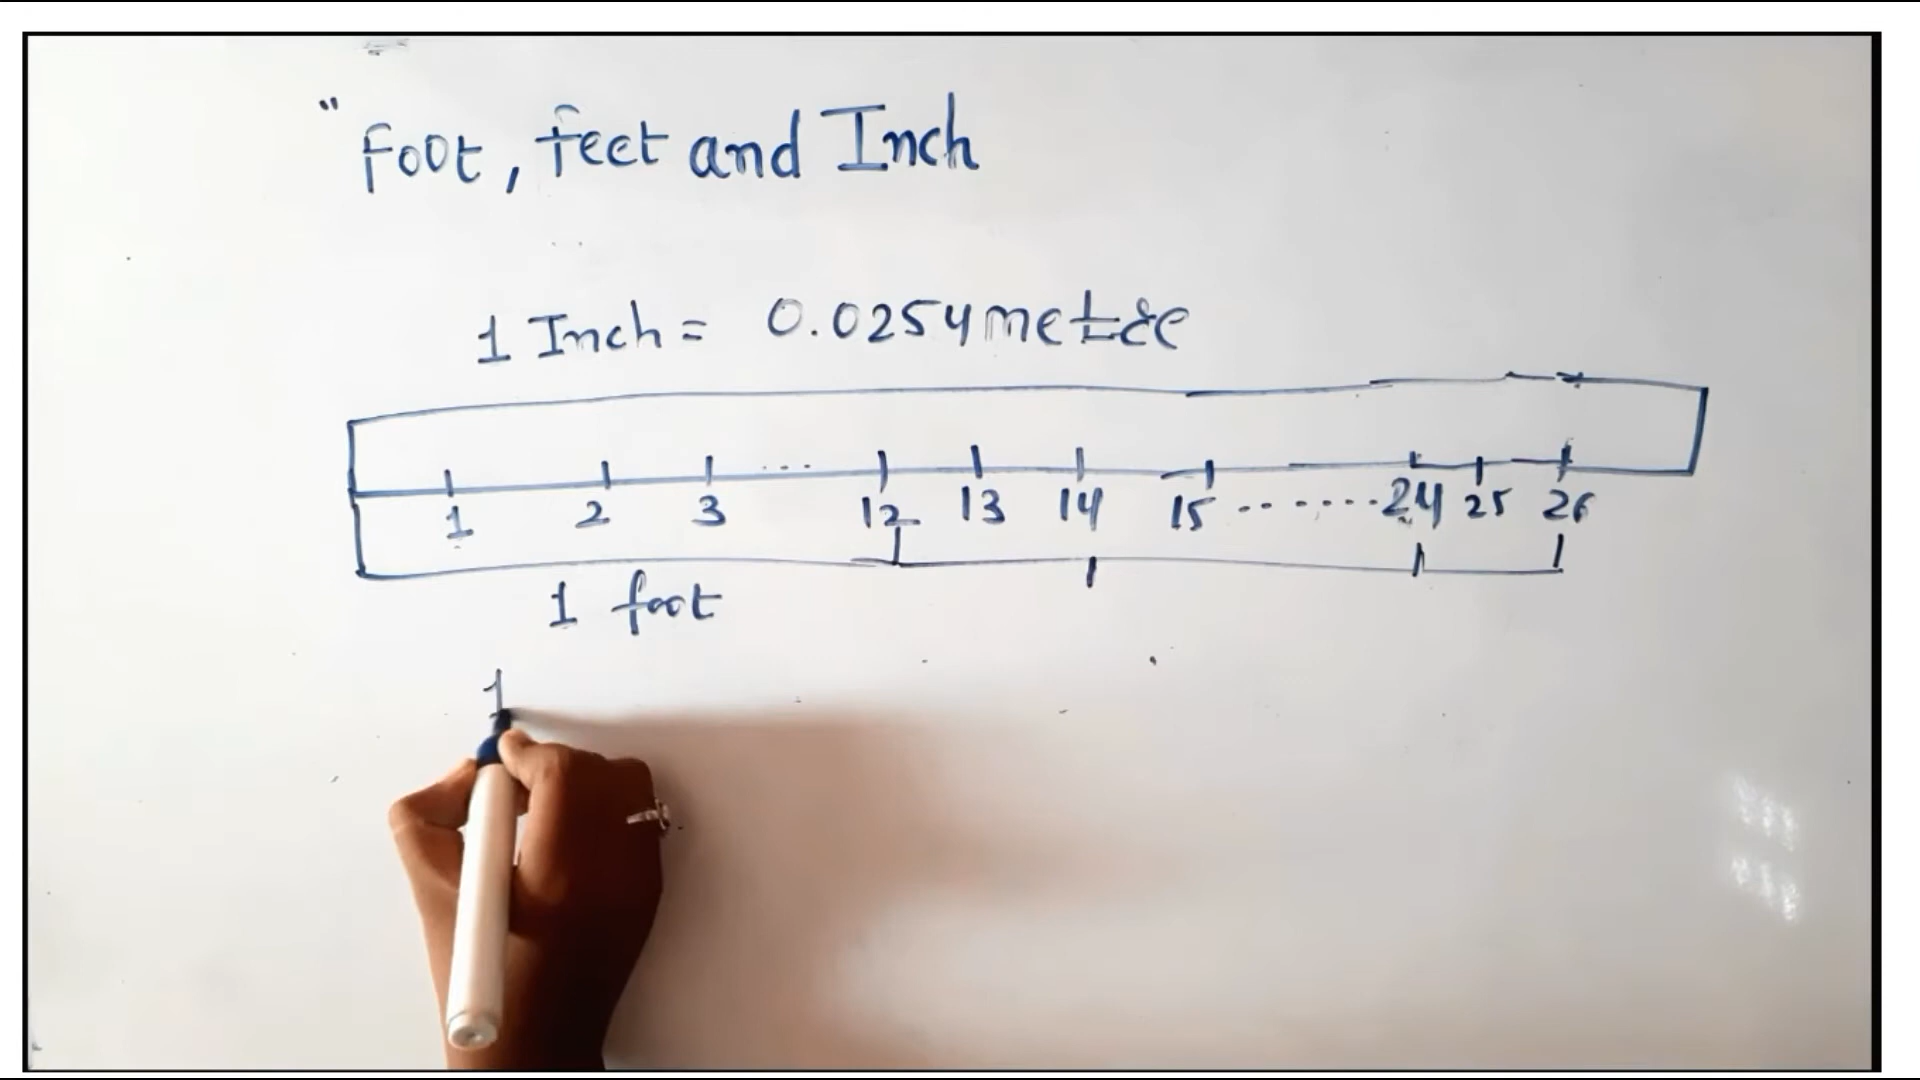 " Foot, feet and Inch
1 Inch = 0.0254 metre
1 2 3 ... 12 13 14 15 ....... 24 25 26
1 foot
1